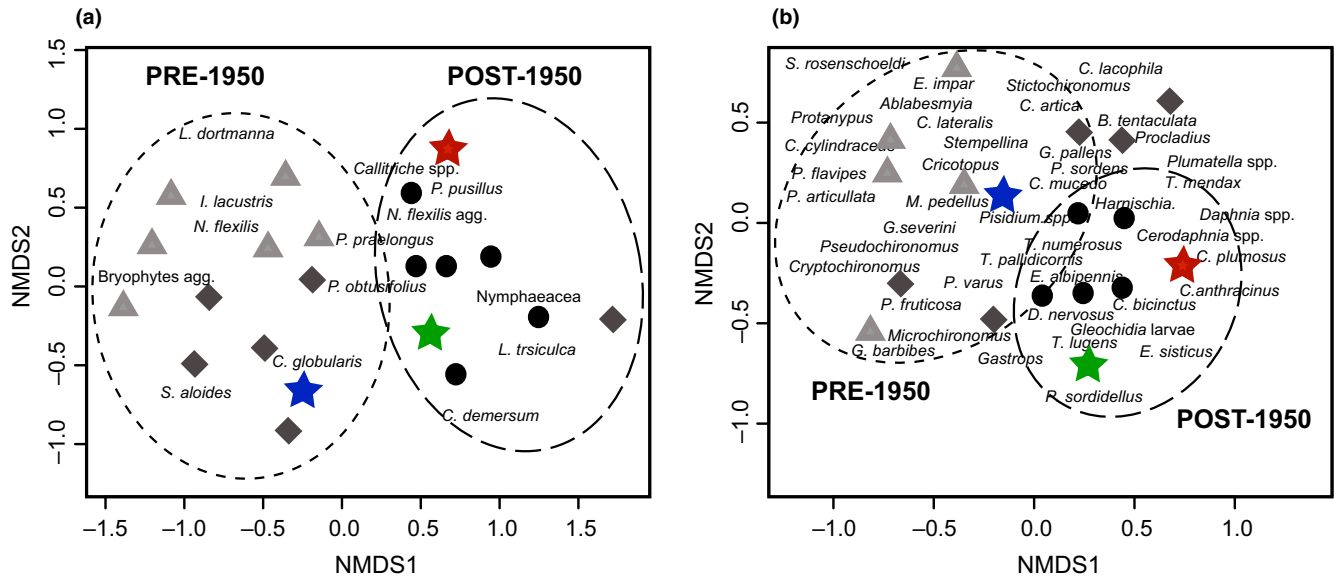 (a)
PRE-1950
POST-1950
L. dortmanna
Callitriche spp.
P. pusillus
I. lacustris
N. flexilis agg.
N. flexilis
P. praelongus
Bryophytes agg.
P. obtusifolius
Nymphaeacea
L. trsiculca
C. globularis
S. aloides
C. demersum
NMDS2
1.5
1.0
0.5
0.0
–0.5
–1.0
–1.5 –1.0 –0.5 0.0 0.5 1.0 1.5
NMDS1
(b)
S. rosenschoeldi
C. lacophila
E. impar
Stictochironomus
Ablabesmyia
C. artica
Protanypus
C. lateralis
B. tentaculata
C. cylindracea
Stempellina
Procladius
G. pallens
Cricotopus
P. sordens
Plumatella spp.
P. flavipes
C. mucedo
T. mendax
P. articullata
M. pedellus
Harnischia.
Pisidium.spp
Daphnia spp.
G.severini
Cerodaphnia spp.
Pseudochironomus
T. numerosus
C. plumosus
Cryptochironomus
T. pallidicornis
P. varus
E. albipennis
C.anthracinus
P. fruticosa
C. bicinctus
D. nervosus
Microchironomus
Gleochidia larvae
G. barbibes
T. lugens
E. sisticus
Gastrops
P. sordidellus
PRE-1950
POST-1950
NMDS2
0.5
0.0
–0.5
–1.0
–1.0 –0.5 0.0 0.5 1.0
NMDS1